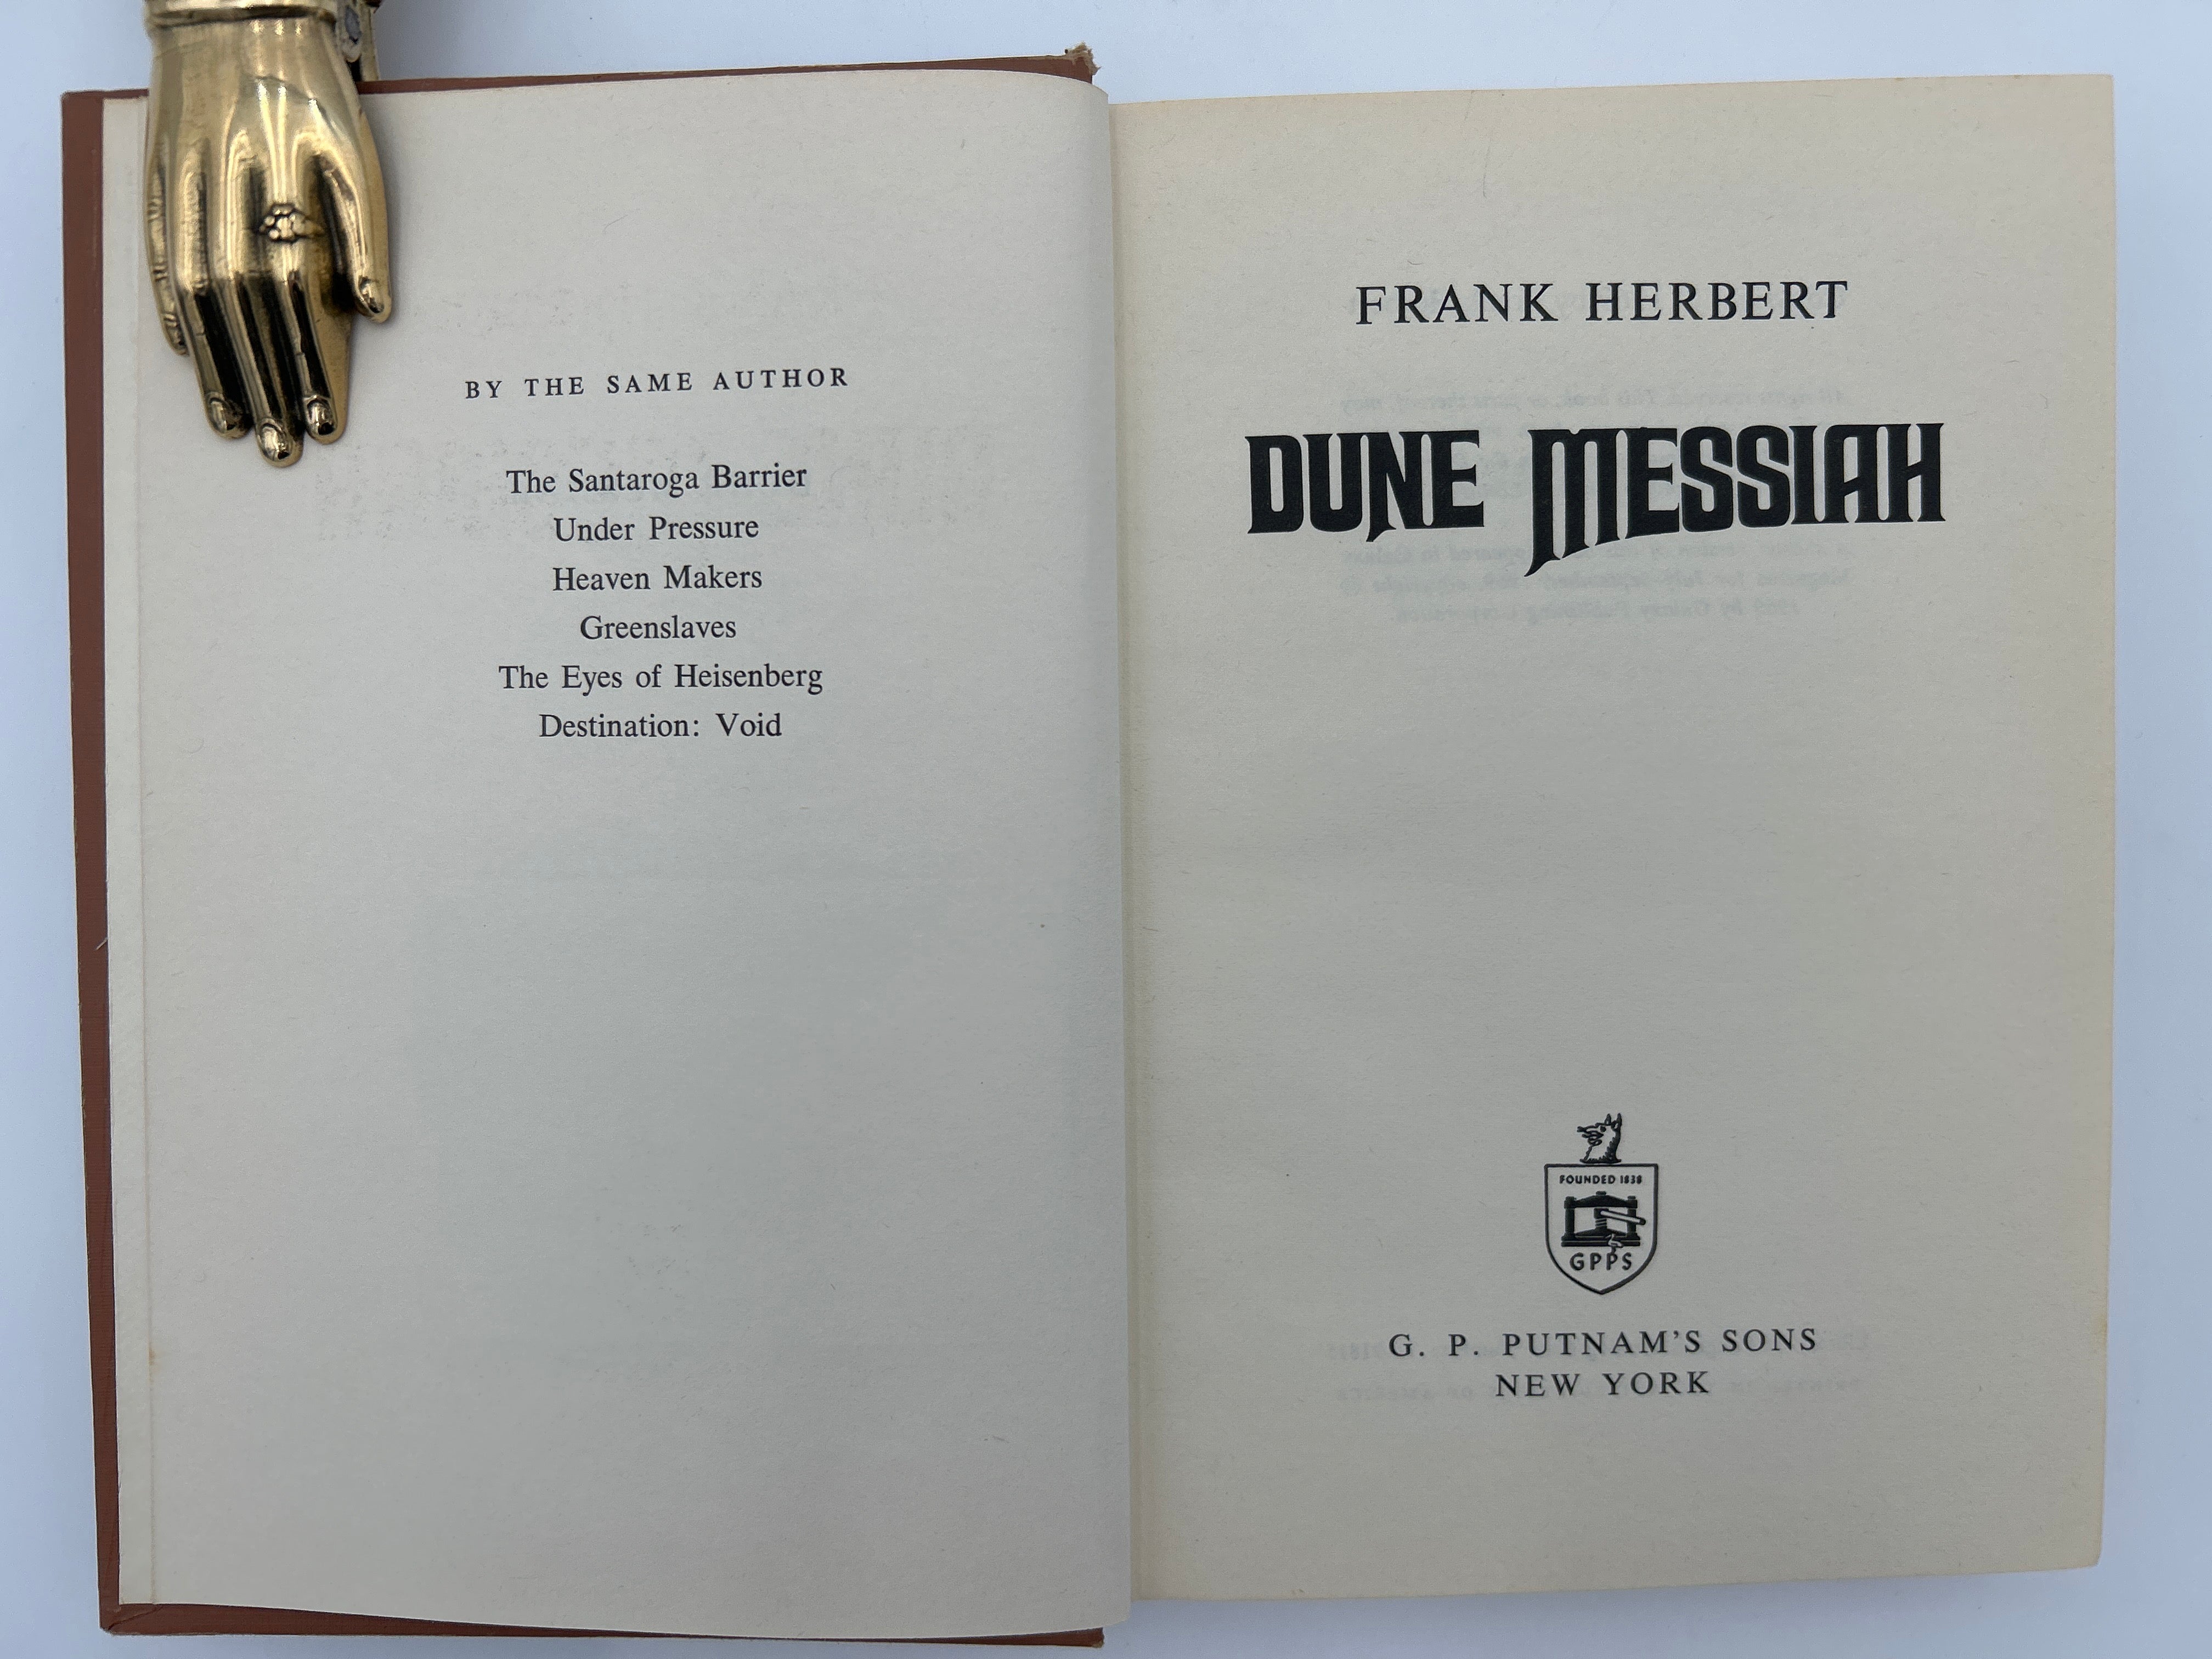 BY THE SAME AUTHOR
The Santaroga Barrier
Under Pressure
Heaven Makers
Greenslaves
The Eyes of Heisenberg
Destination: Void
FRANK HERBERT
DUNE MESSIAH
FOUNDED 1838
GPPS
G. P. PUTNAM'S SONS
NEW YORK